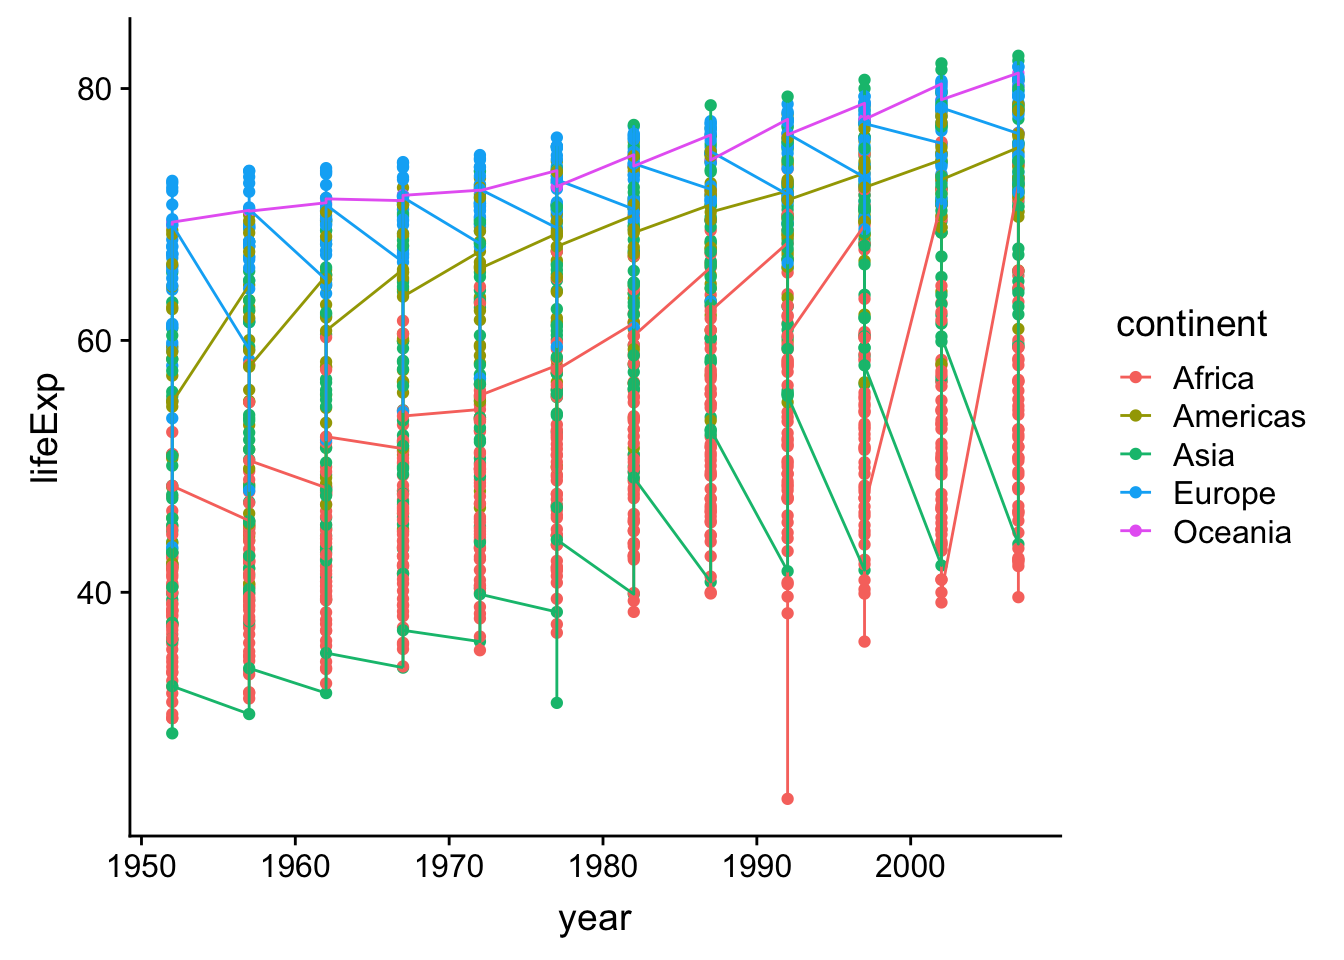 80
60
40
lifeExp
1950 1960 1970 1980 1990 2000
year
continent
Africa
Americas
Asia
Europe
Oceania